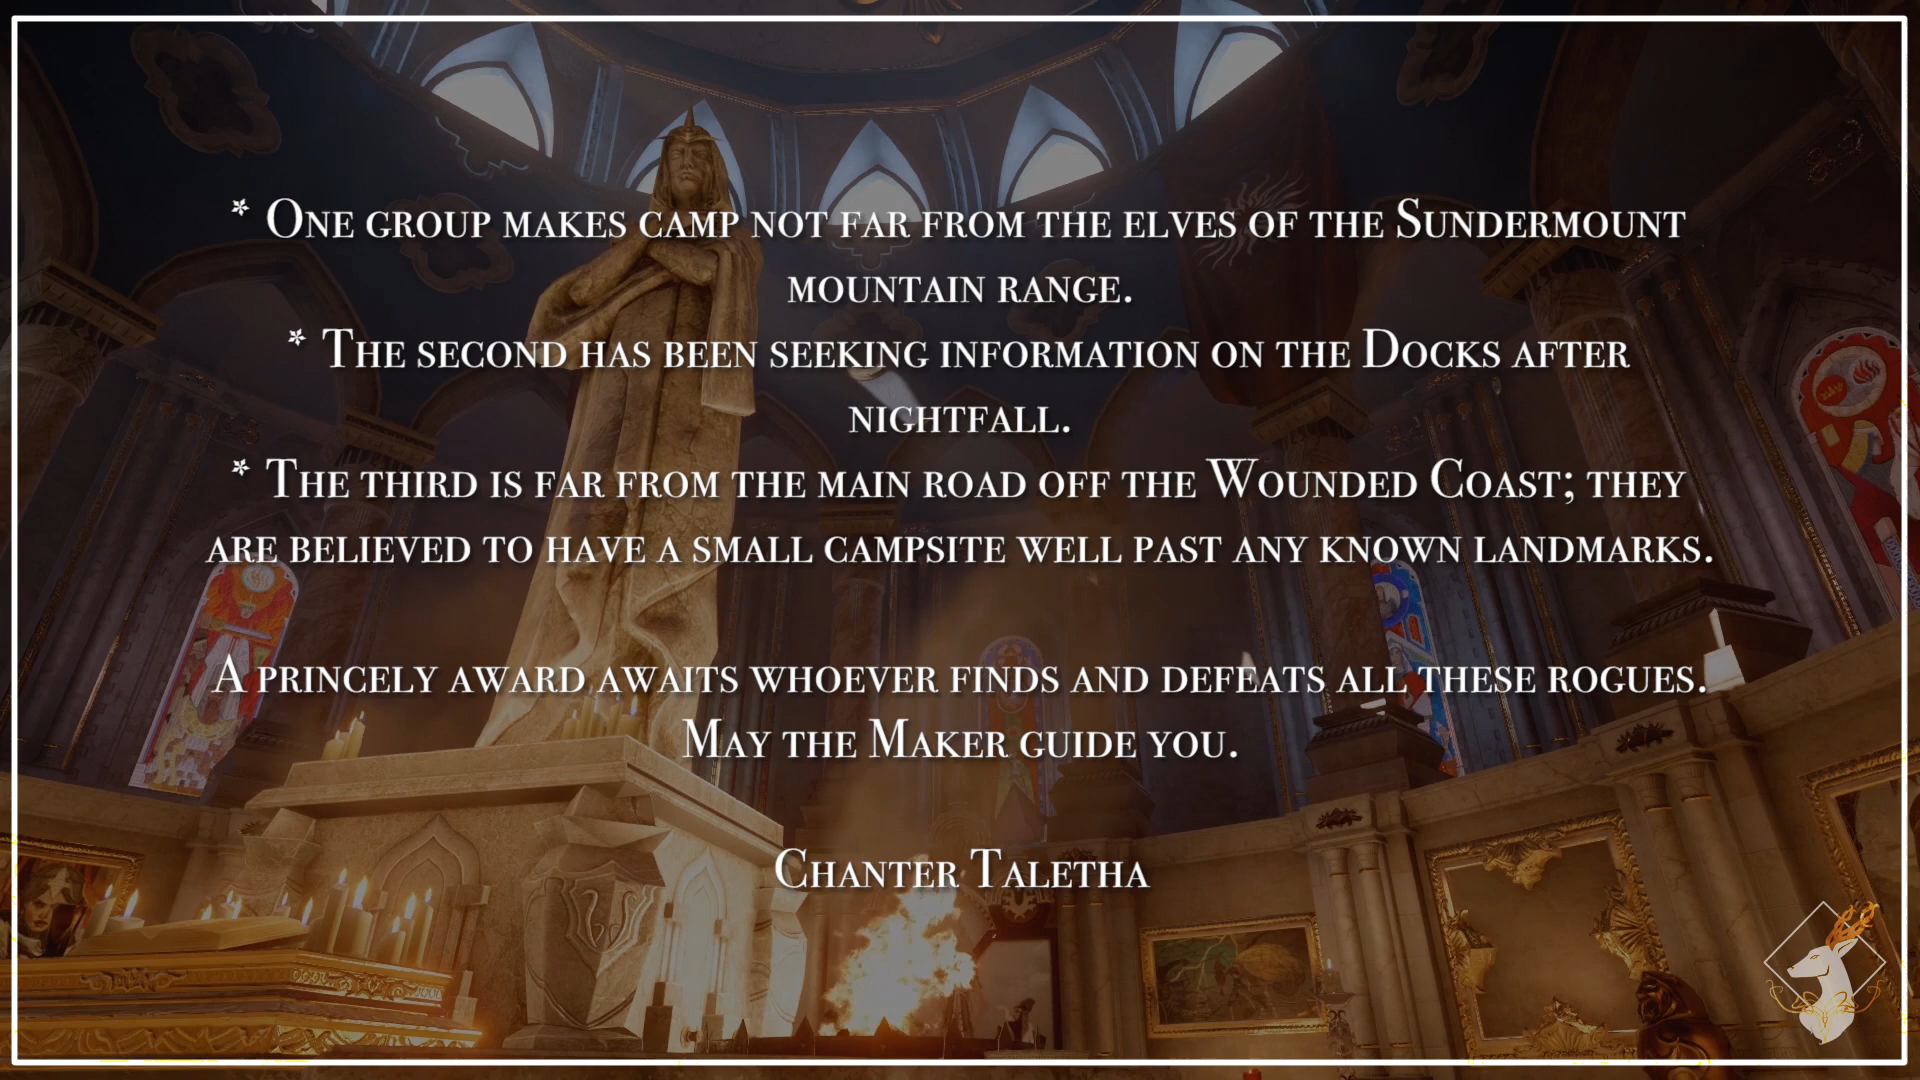 * One group makes camp not far from the elves of the Sundermount
mountain range.
* The second has been seeking information on the Docks after
nightfall.
* The third is far from the main road off the Wounded Coast; they
are believed to have a small campsite well past any known landmarks.
A princely award awaits whoever finds and defeats all these rogues.
May the Maker guide you.
Chanter Taletha